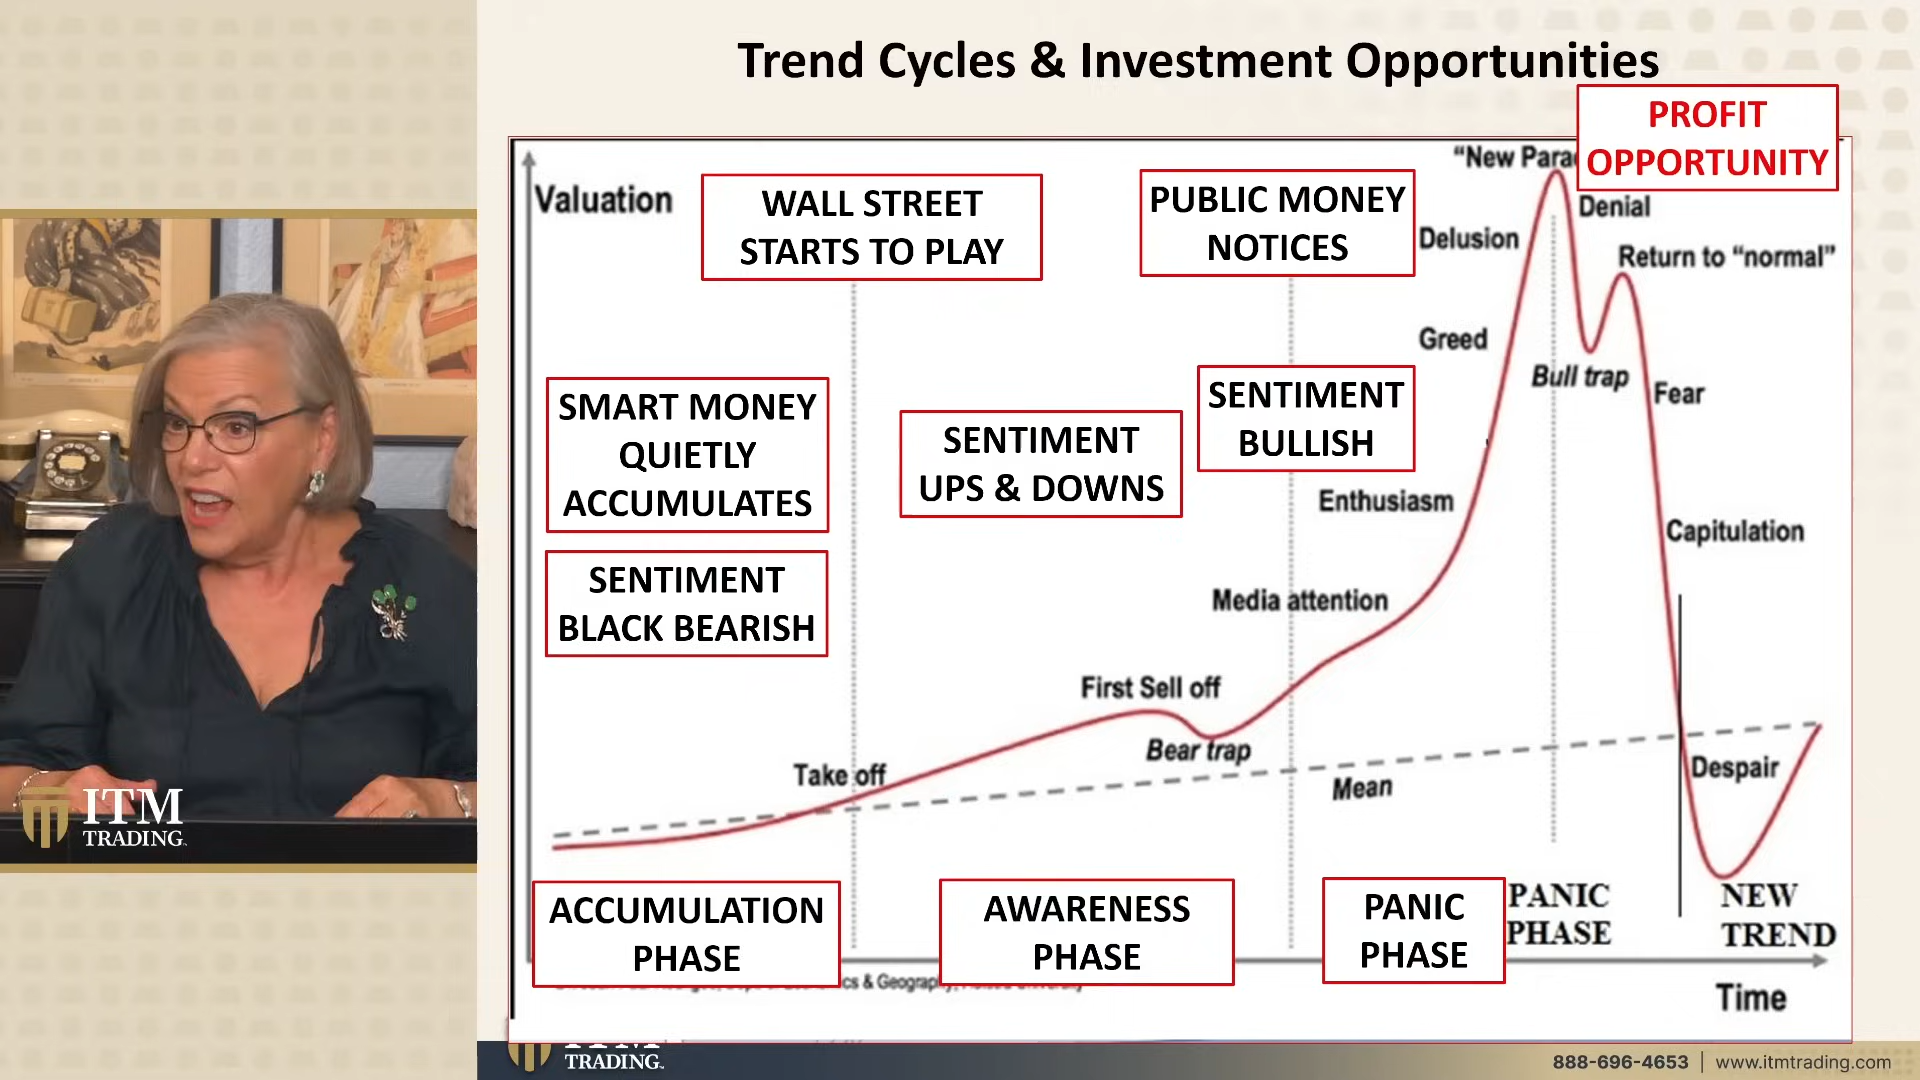 Trend Cycles & Investment Opportunities
PROFIT
OPPORTUNITY
"New Para
Valuation
WALL STREET
STARTS TO PLAY
PUBLIC MONEY
NOTICES
Denial
Delusion
Return to "normal"
Greed
Bull trap
Fear
SMART MONEY
QUIETLY
ACCUMULATES
SENTIMENT
UPS & DOWNS
SENTIMENT
BULLISH
Enthusiasm
Capitulation
SENTIMENT
BLACK BEARISH
Media attention
First Sell off
Bear trap
Take off
Mean
Despair
ITM
TRADING
ACCUMULATION
PHASE
AWARENESS
PHASE
PANIC
PHASE
PANIC
PHASE
NEW
TREND
cs & Geography,
Time
TRADING
888-696-4653 | www.itmtrading.com